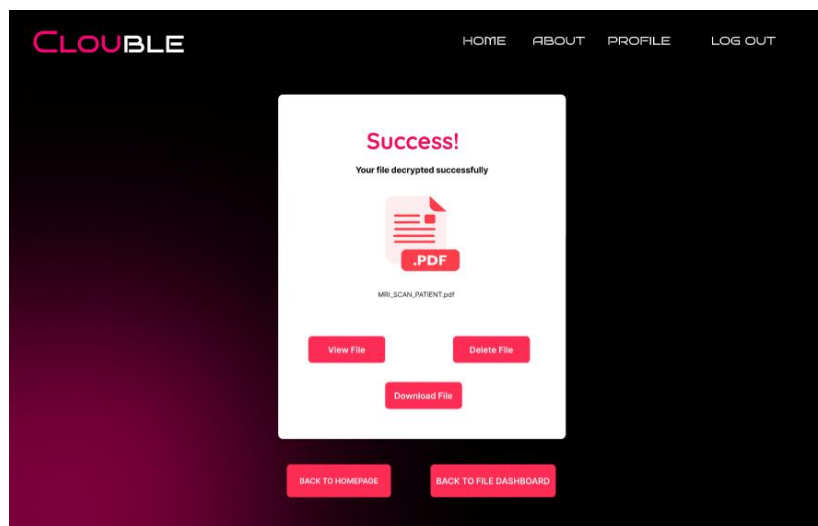 CLOUBLE
HOME ABOUT PROFILE LOG OUT
Success!
Your file decrypted successfully
.PDF
MRI_SCAN_PATIENT.pdf
View File Delete File
Download File
BACK TO HOMEPAGE BACK TO FILE DASHBOARD